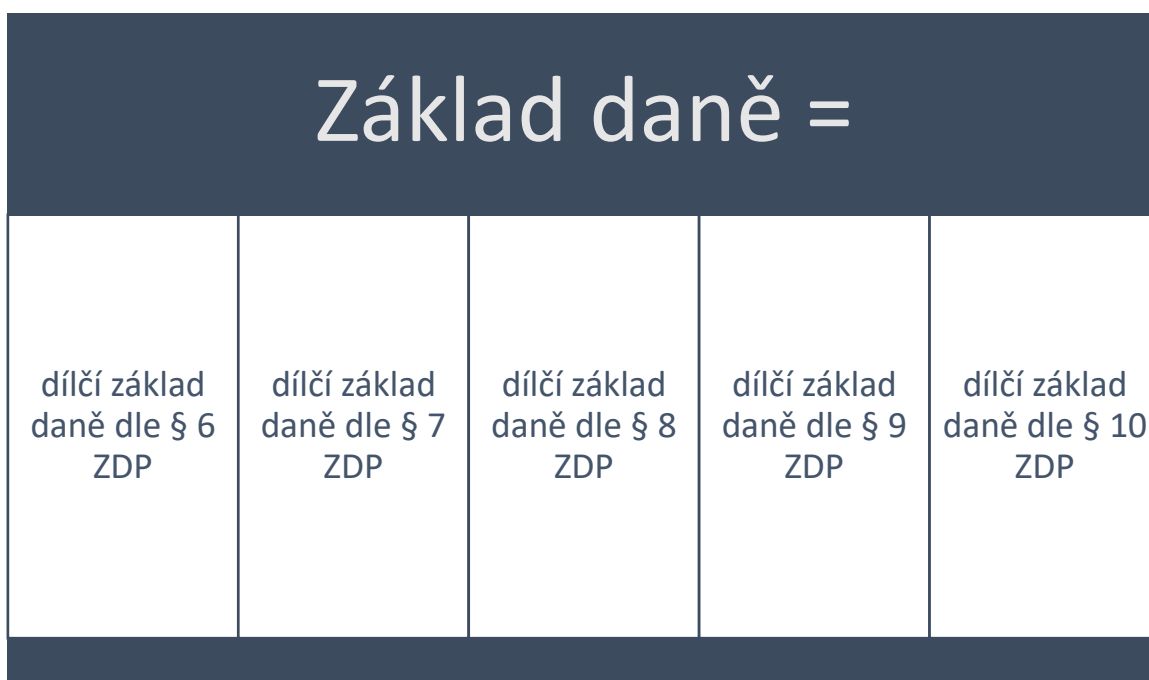 Základ daně =
dílčí základ
daně dle § 6
ZDP
dílčí základ
daně dle § 7
ZDP
dílčí základ
daně dle § 8
ZDP
dílčí základ
daně dle § 9
ZDP
dílčí základ
daně dle § 10
ZDP